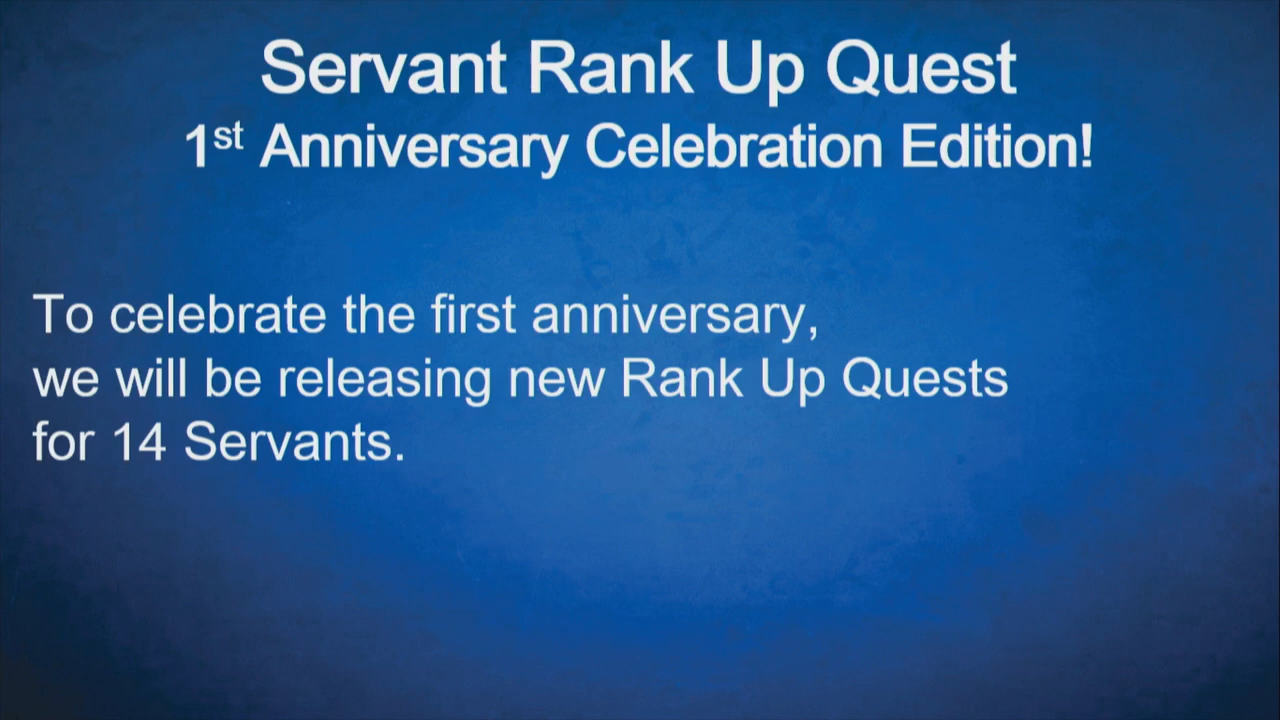 Servant Rank Up Quest
1st Anniversary Celebration Edition!
To celebrate the first anniversary,
we will be releasing new Rank Up Quests
for 14 Servants.